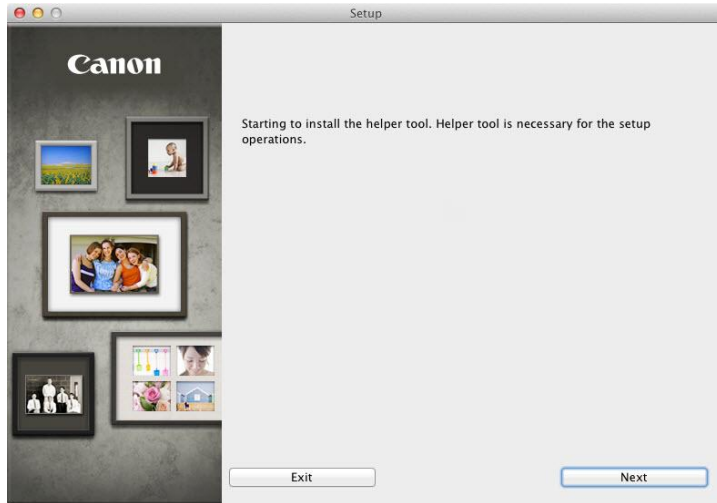 Setup
Canon
Starting to install the helper tool. Helper tool is necessary for the setup
operations.
Exit
Next